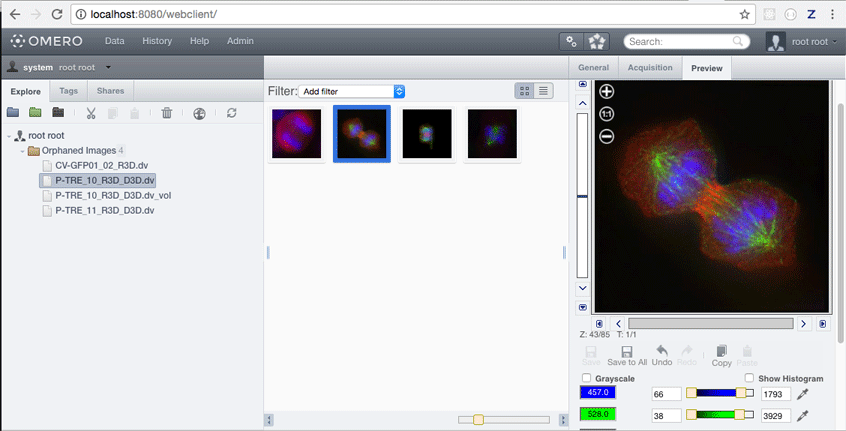 localhost:8080/webclient/
OMERO Data History Help Admin Search: root root
system root root
General Acquisition Preview
Explore Tags Shares
Filter: Add filter
1:1
root root
Orphaned Images 4
CV-GFP01_02_R3D.dv
P-TRE_10_R3D_D3D.dv
P-TRE_10_R3D_D3D.dv_vol
P-TRE_11_R3D_D3D.dv
Z: 43/85 T: 1/1
Save Save to All Undo Redo Copy Paste
Grayscale Show Histogram
457.0 66 1793
528.0 38 3929